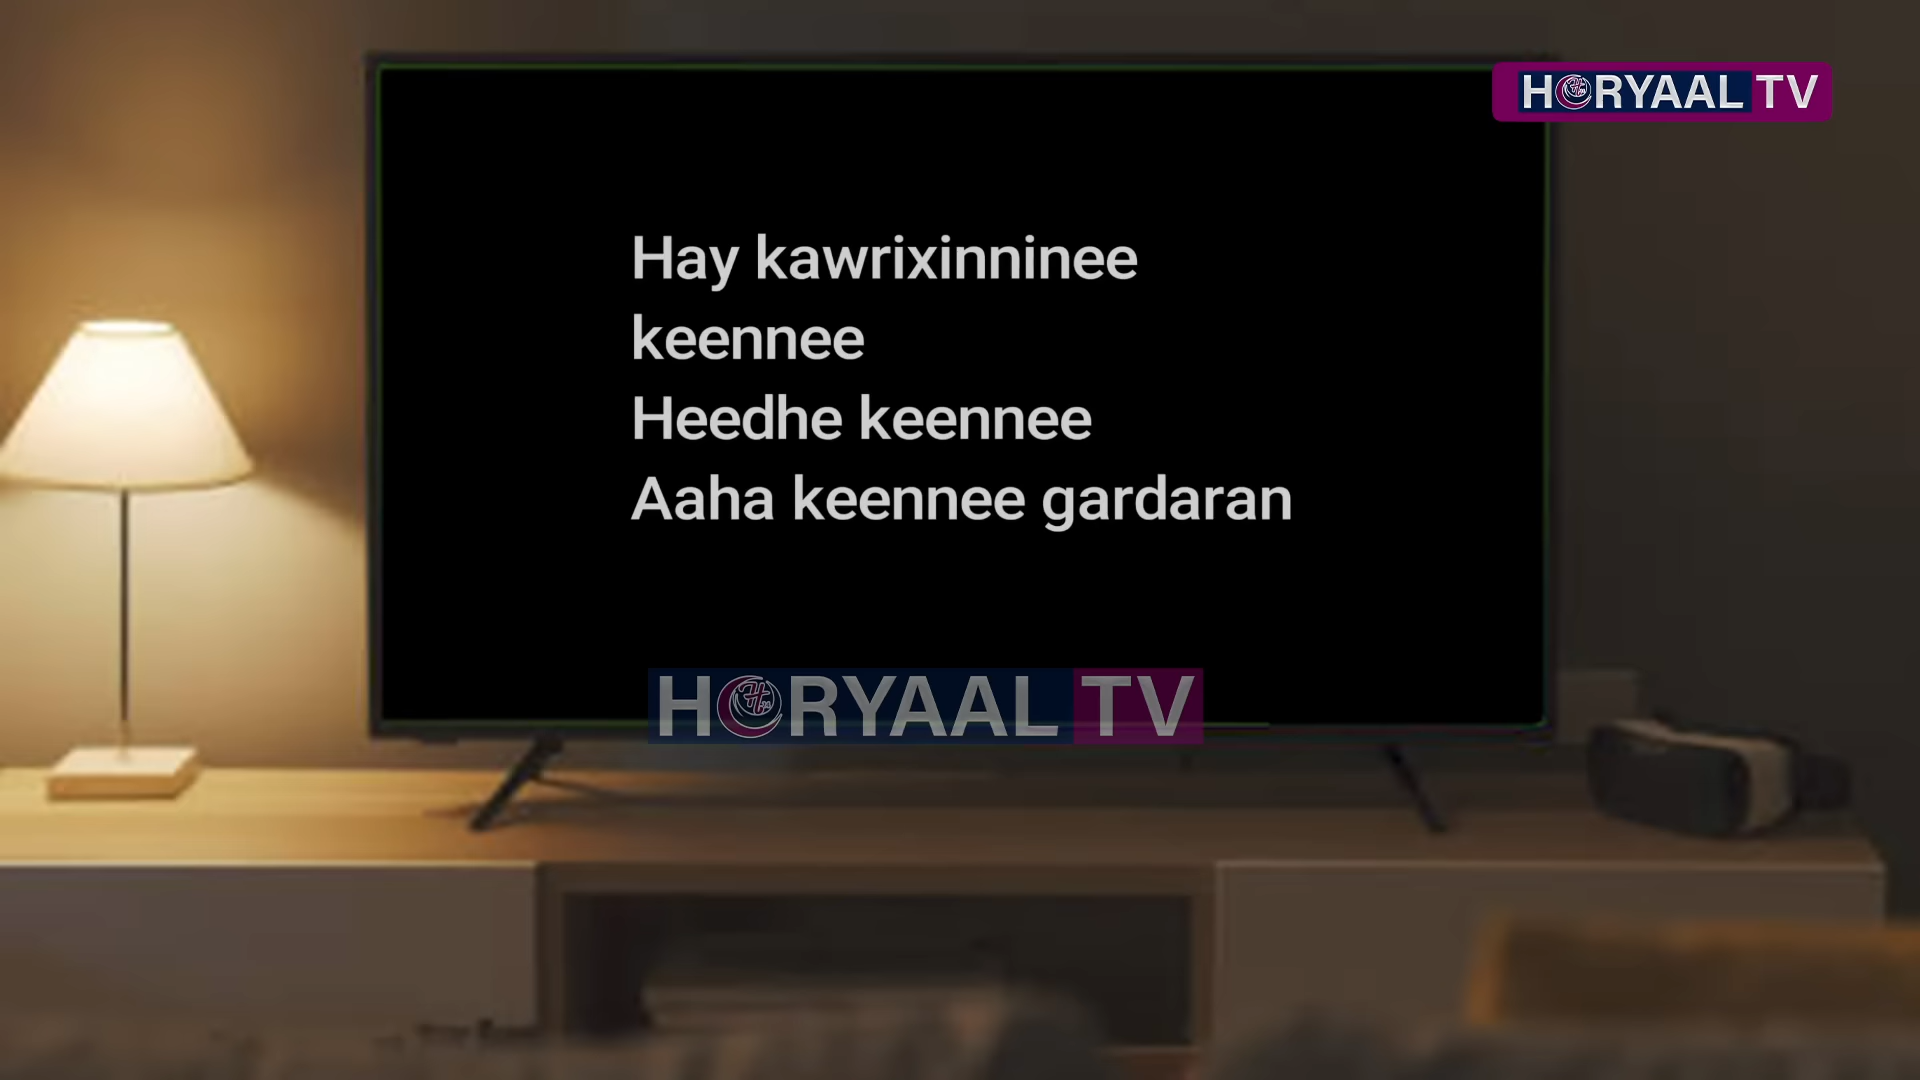 HORYAAL TV
Hay kawrixinninee
keennee
Heedhe keennee
Aaha keennee gardaran
HORYAAL TV